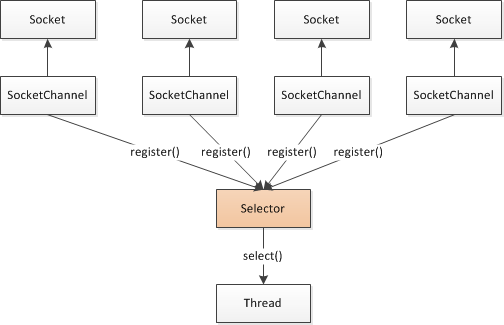 Socket Socket Socket Socket
SocketChannel SocketChannel SocketChannel SocketChannel
register() register() register() register()
Selector
select()
Thread